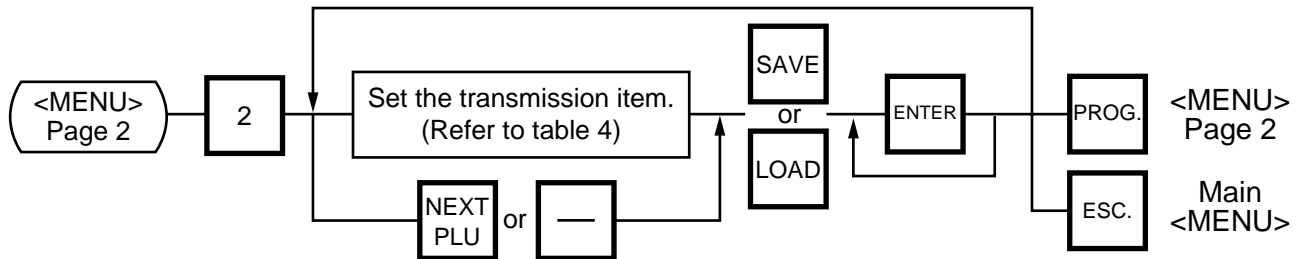 <MENU>
Page 2
2
Set the transmission item.
(Refer to table 4)
NEXT
PLU
or
—
SAVE
or
LOAD
ENTER
PROG.
<MENU>
Page 2
ESC.
Main
<MENU>